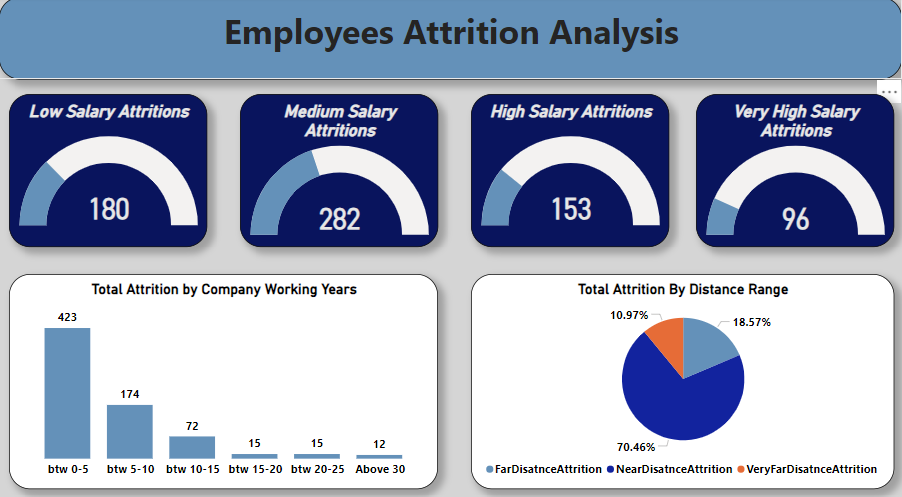 Employees Attrition Analysis
Low Salary Attritions
180
Medium Salary
Attritions
282
High Salary Attritions
153
Very High Salary
Attritions
96
Total Attrition by Company Working Years
423
174
72
15
15
12
btw 0-5
btw 5-10
btw 10-15
btw 15-20
btw 20-25
Above 30
Total Attrition By Distance Range
10.97%
18.57%
70.46%
FarDisatnceAttrition
NearDisatnceAttrition
VeryFarDisatnceAttrition